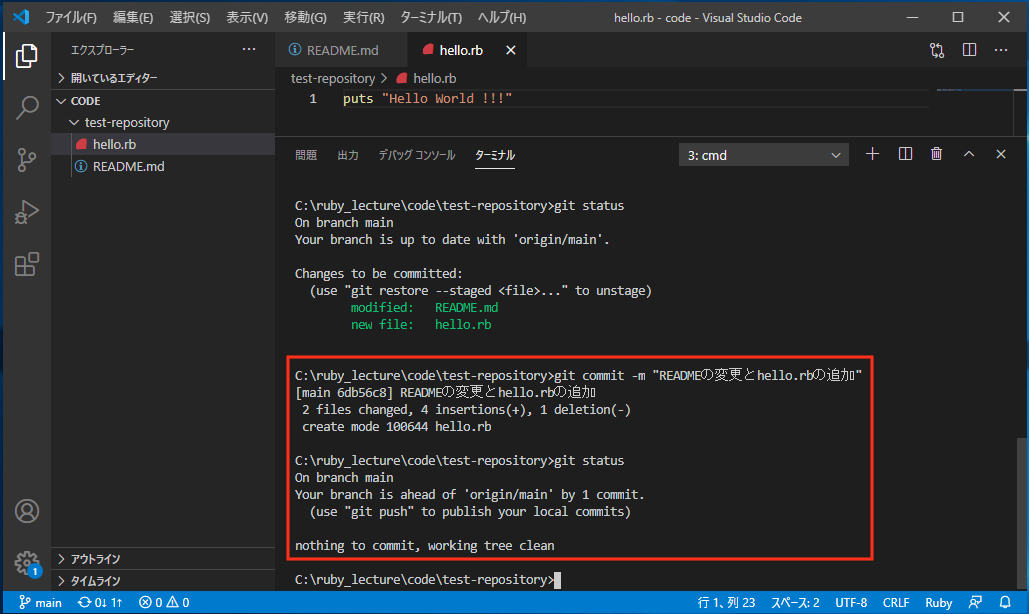 ファイル(F) 編集(E) 選択(S) 表示(V) 移動(G) 実行(R) ターミナル(T) ヘルプ(H) hello.rb - code - Visual Studio Code
エクスプローラー
開いているエディター
CODE
test-repository
hello.rb
README.md
README.md hello.rb
test-repository hello.rb
1 puts "Hello World !!!"
問題 出力 デバッグ コンソール ターミナル 3: cmd
C:\ruby_lecture\code\test-repository>git status
On branch main
Your branch is up to date with 'origin/main'.
Changes to be committed:
(use "git restore --staged <file>..." to unstage)
modified: README.md
new file: hello.rb
C:\ruby_lecture\code\test-repository>git commit -m "READMEの変更とhello.rbの追加"
[main 6db56c8] READMEの変更とhello.rbの追加
2 files changed, 4 insertions(+), 1 deletion(-)
create mode 100644 hello.rb
C:\ruby_lecture\code\test-repository>git status
On branch main
Your branch is ahead of 'origin/main' by 1 commit.
(use "git push" to publish your local commits)
nothing to commit, working tree clean
C:\ruby_lecture\code\test-repository>
1
アウトライン
タイムライン
main 0↓ 1↑ 0 0 行 1、列 23 スペース: 2 UTF-8 CRLF Ruby